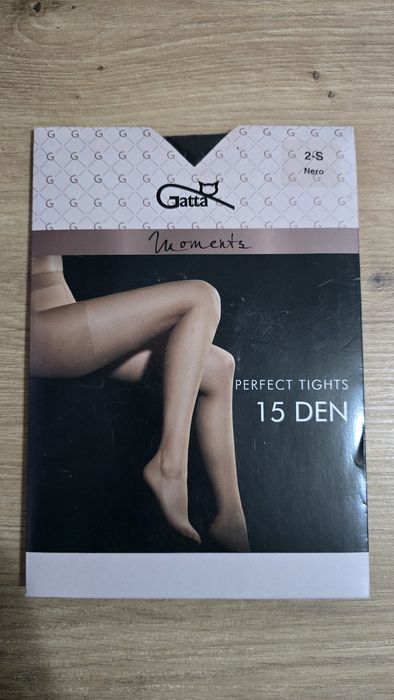 2-S
Nero
Gatta
Moments
PERFECT TIGHTS
15 DEN